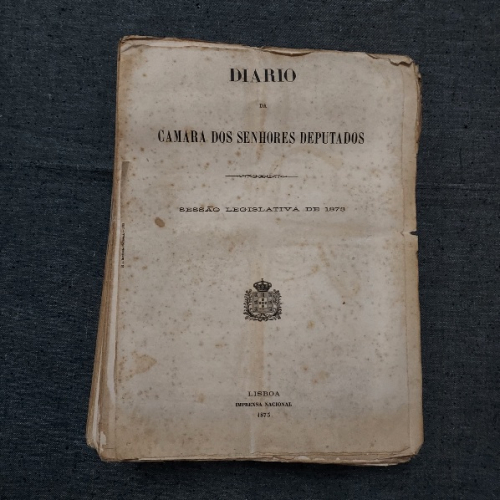 DIARIO
DA
CAMARA DOS SENHORES DEPUTADOS
SESSÃO LEGISLATIVA DE 1873
LISBOA
IMPRENSA NACIONAL
1873